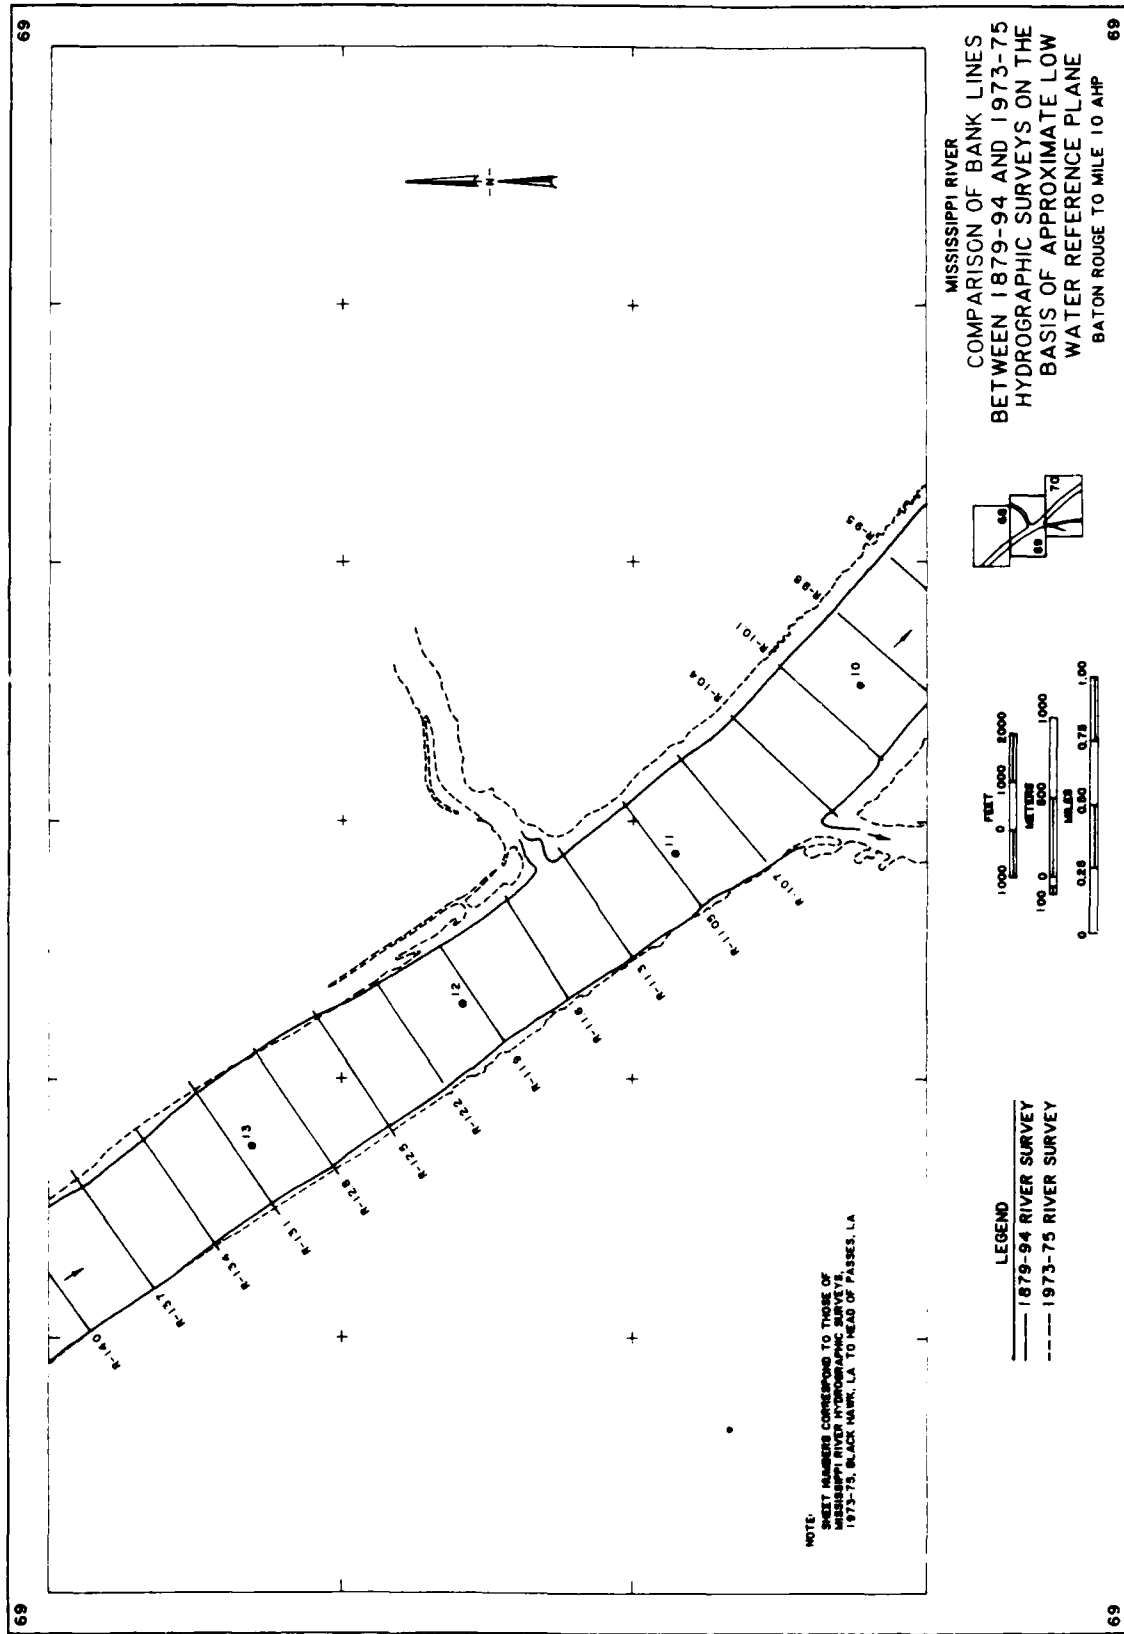 69
69
R-140
R-137
R-134
R-131
R-128
R-125
R-122
R-119
R-116
R-113
R-110.5
R-107
R-104
R-10.1
R-98
R-95
13
12
11
10
N
NOTE:
SHEET NUMBERS CORRESPOND TO THOSE OF
MISSISSIPPI RIVER HYDROGRAPHIC SURVEYS,
1973-75, BLACK HAWK, LA TO HEAD OF PASSES, LA
LEGEND
1879-94 RIVER SURVEY
1973-75 RIVER SURVEY
FEET
1000 0 1000 2000
METERS
100 0 500 1000
MILES
0 0.25 0.50 0.75 1.00
68
69
70
MISSISSIPPI RIVER
COMPARISON OF BANK LINES
BETWEEN 1879-94 AND 1973-75
HYDROGRAPHIC SURVEYS ON THE
BASIS OF APPROXIMATE LOW
WATER REFERENCE PLANE
BATON ROUGE TO MILE 10 AHP
69
69